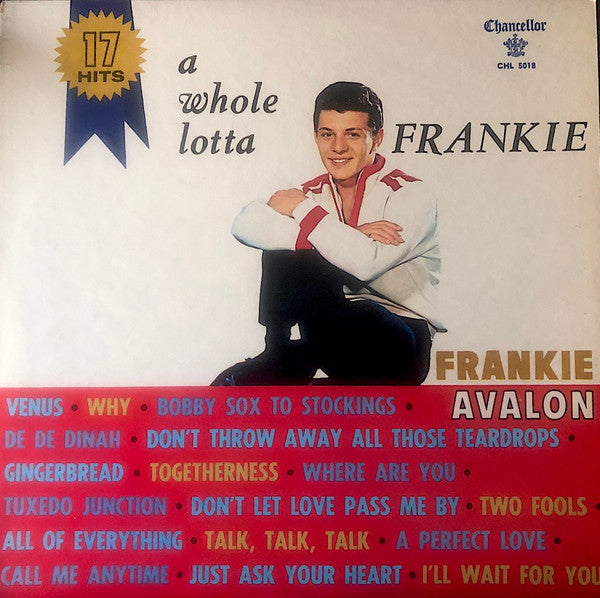 17
HITS
a
whole
lotta
FRANKIE
Chancellor
CHL 5018
FRANKIE
AVALON
VENUS • WHY • BOBBY SOX TO STOCKINGS •
DE DE DINAH • DON'T THROW AWAY ALL THOSE TEARDROPS •
GINGERBREAD • TOGETHERNESS • WHERE ARE YOU •
TUXEDO JUNCTION • DON'T LET LOVE PASS ME BY • TWO FOOLS •
ALL OF EVERYTHING • TALK, TALK, TALK • A PERFECT LOVE •
CALL ME ANYTIME • JUST ASK YOUR HEART • I'LL WAIT FOR YOU